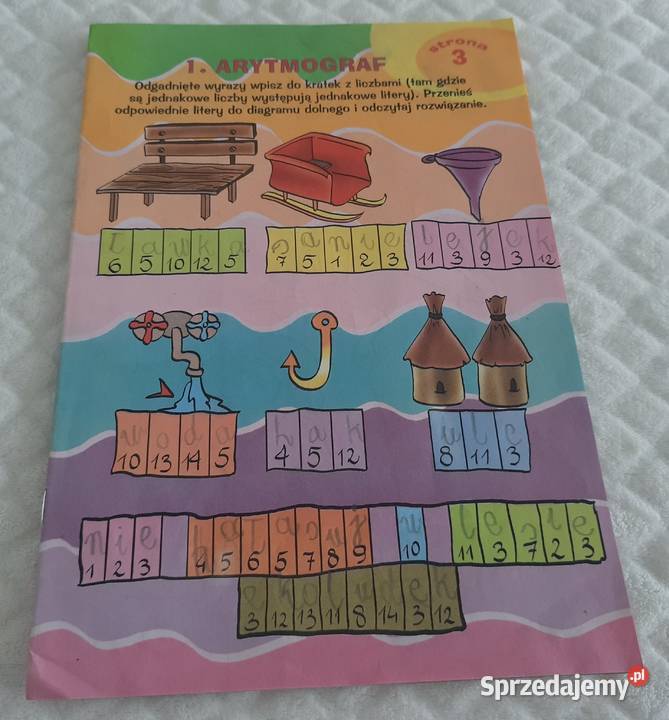 strona
3
1. ARYTMOGRAF
Odgadnięte wyrazy wpisz do kratek z liczbami (tam gdzie
są jednakowe liczby występują jednakowe litery). Przenieś
odpowiednie litery do diagramu dolnego i odczytaj rozwiązanie.
ławka sanie lejek
6 5 10 12 5 7 5 1 2 3 11 3 9 3 12
woda hak ule
10 13 14 5 4 5 12 8 11 3
nie hałasuj w lesie
1 2 3 4 5 6 5 7 8 9 10 11 3 7 2 3
ekoludek
3 12 13 11 8 14 3 12
Sprzedajemy.pl